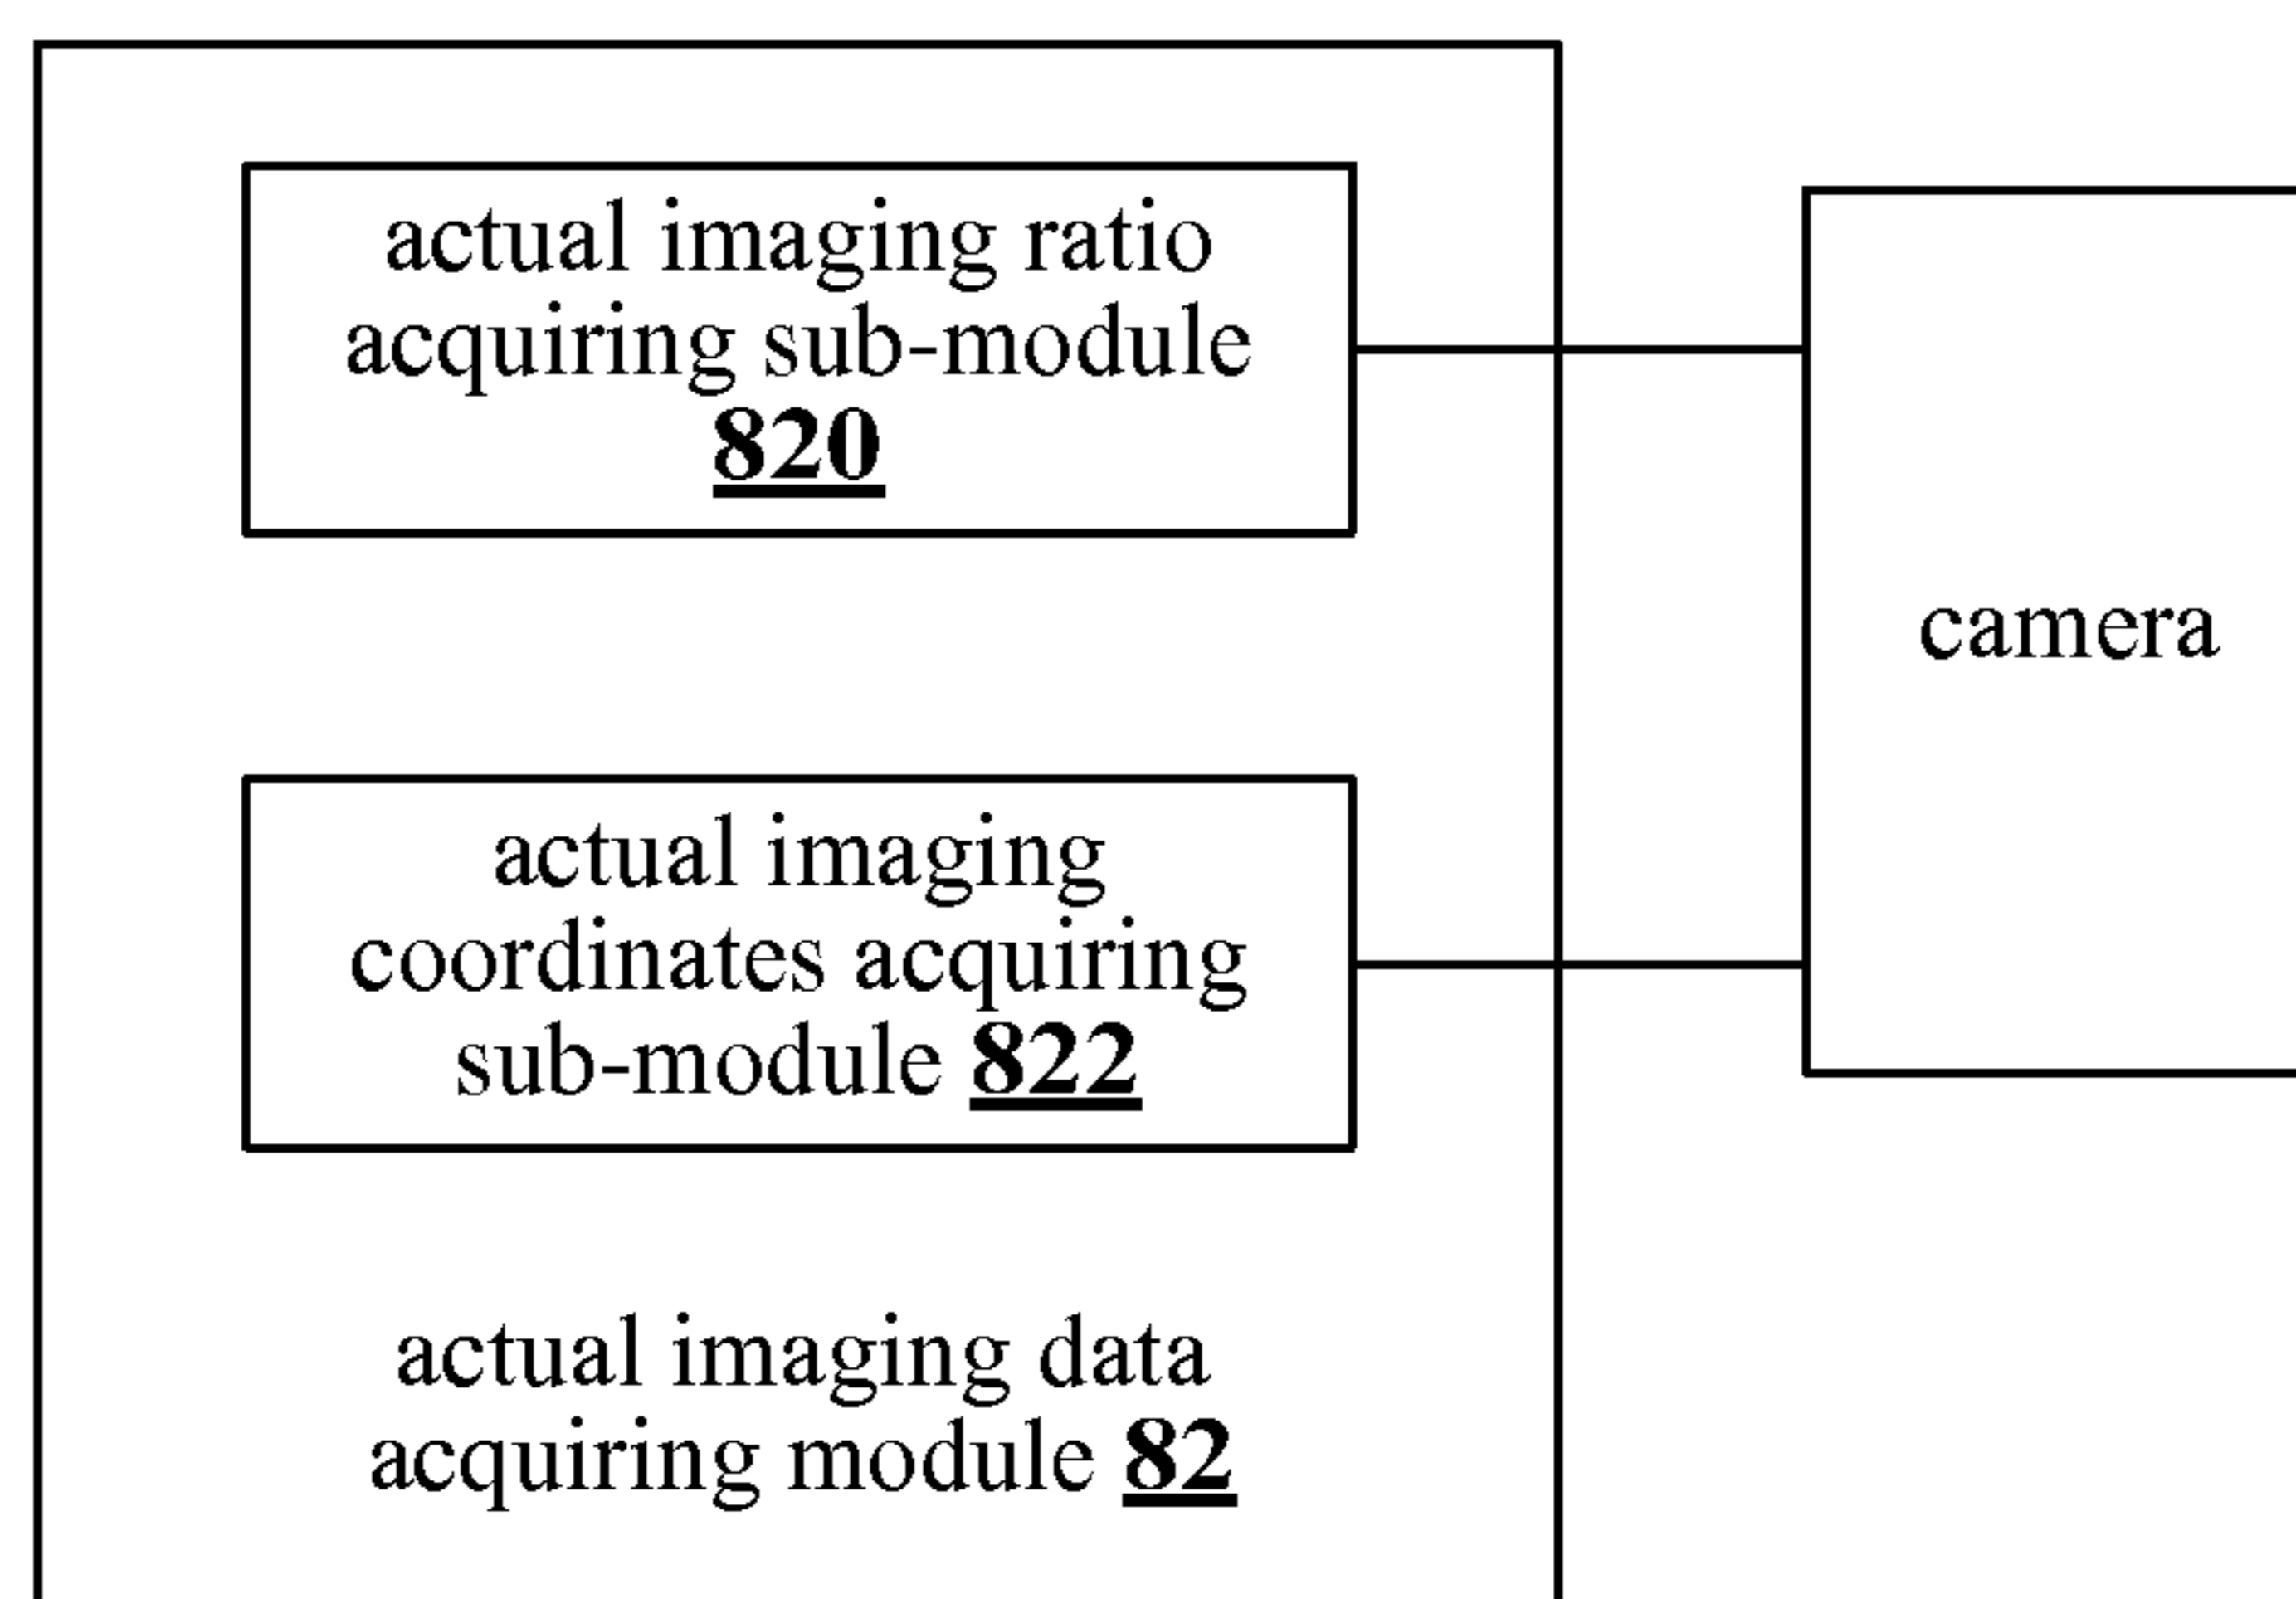 actual imaging ratio
acquiring sub-module
820
camera
actual imaging
coordinates acquiring
sub-module 822
actual imaging data
acquiring module 82